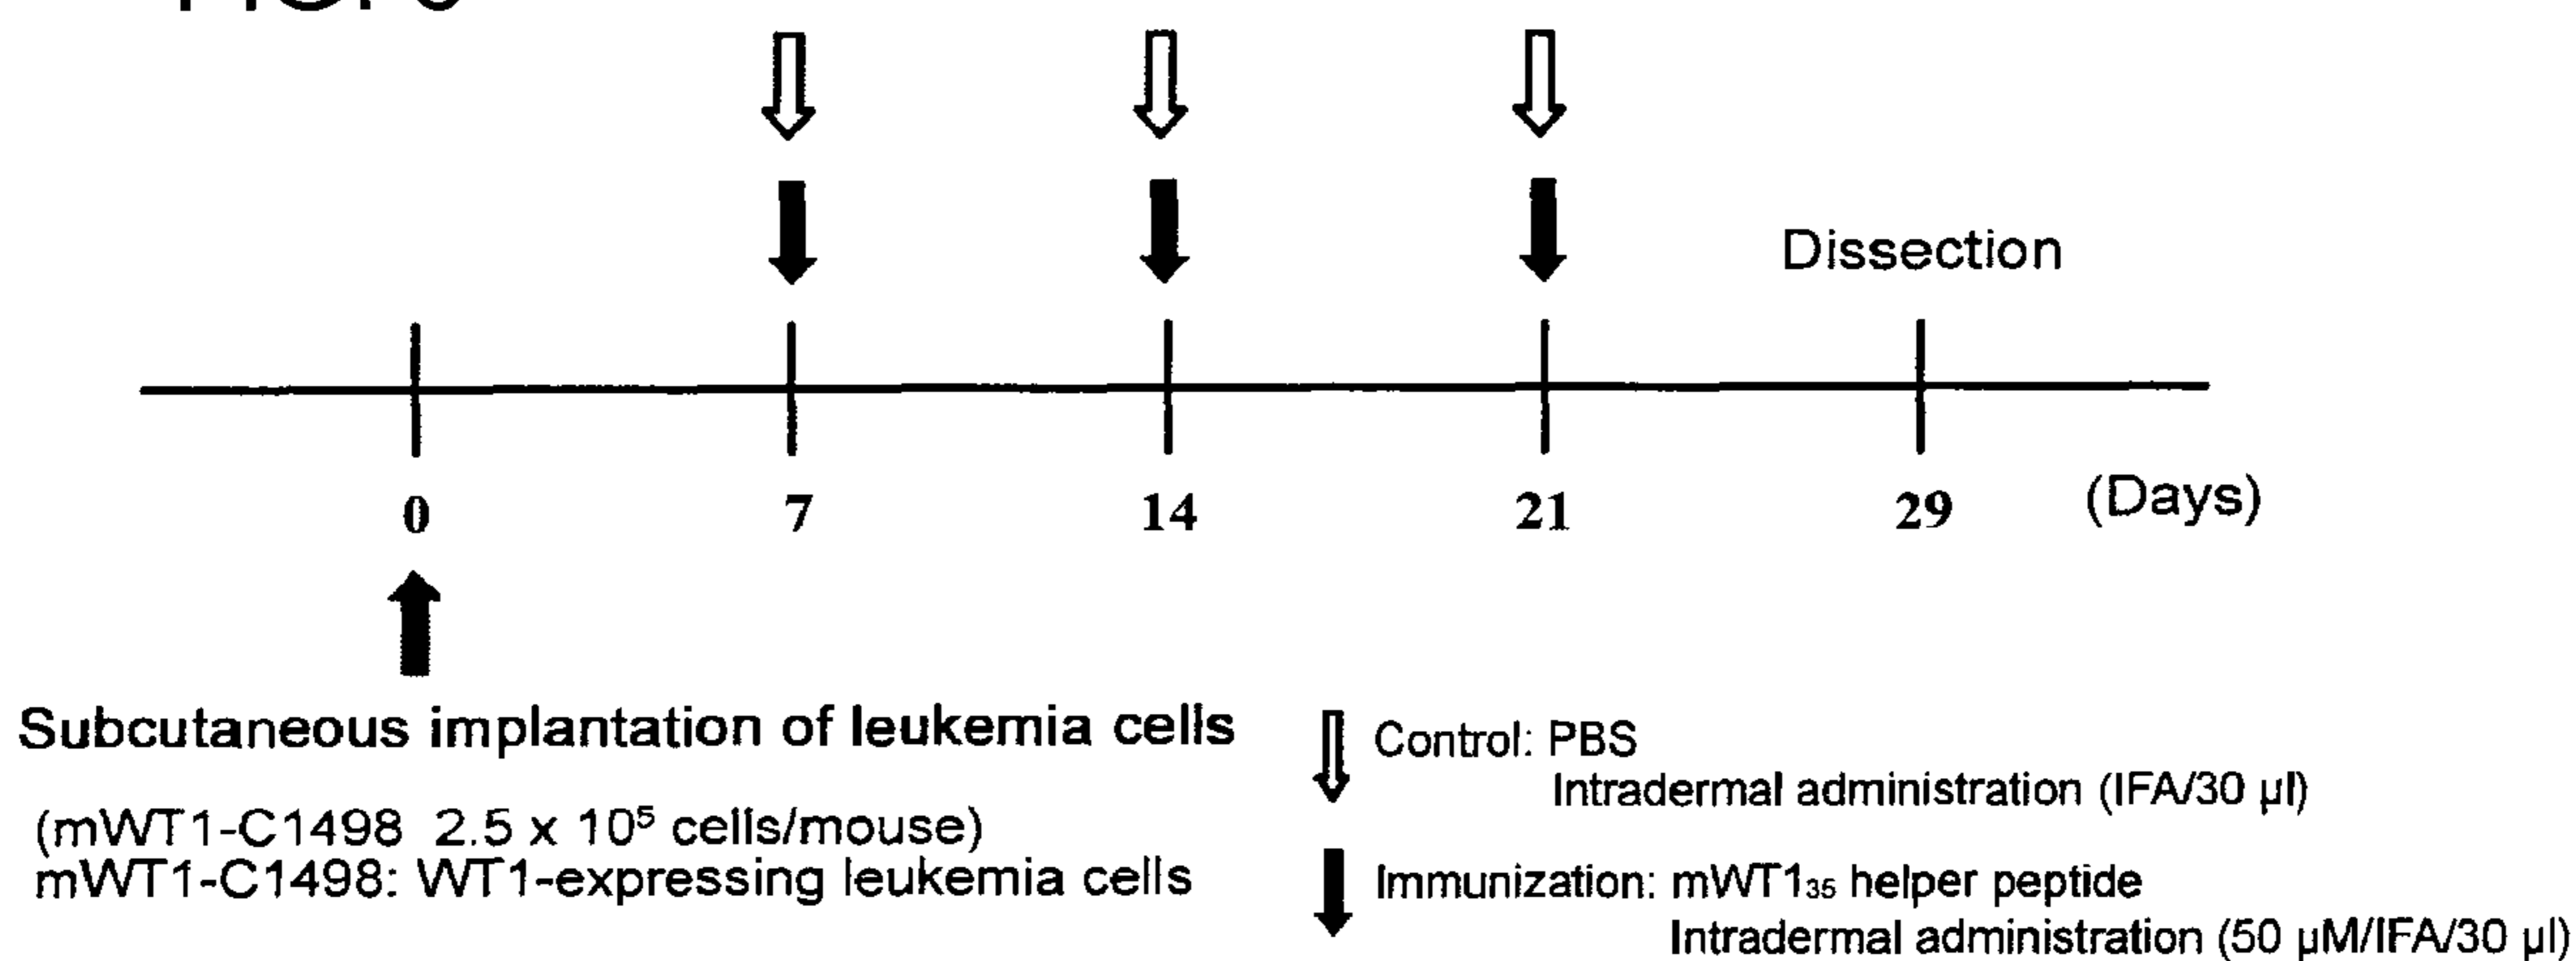 Dissection
0 7 14 21 29 (Days)
Subcutaneous implantation of leukemia cells
(mWT1-C1498 2.5 x 10⁵ cells/mouse)
mWT1-C1498: WT1-expressing leukemia cells
Control: PBS
Intradermal administration (IFA/30 µl)
Immunization: mWT1₃₅ helper peptide
Intradermal administration (50 µM/IFA/30 µl)